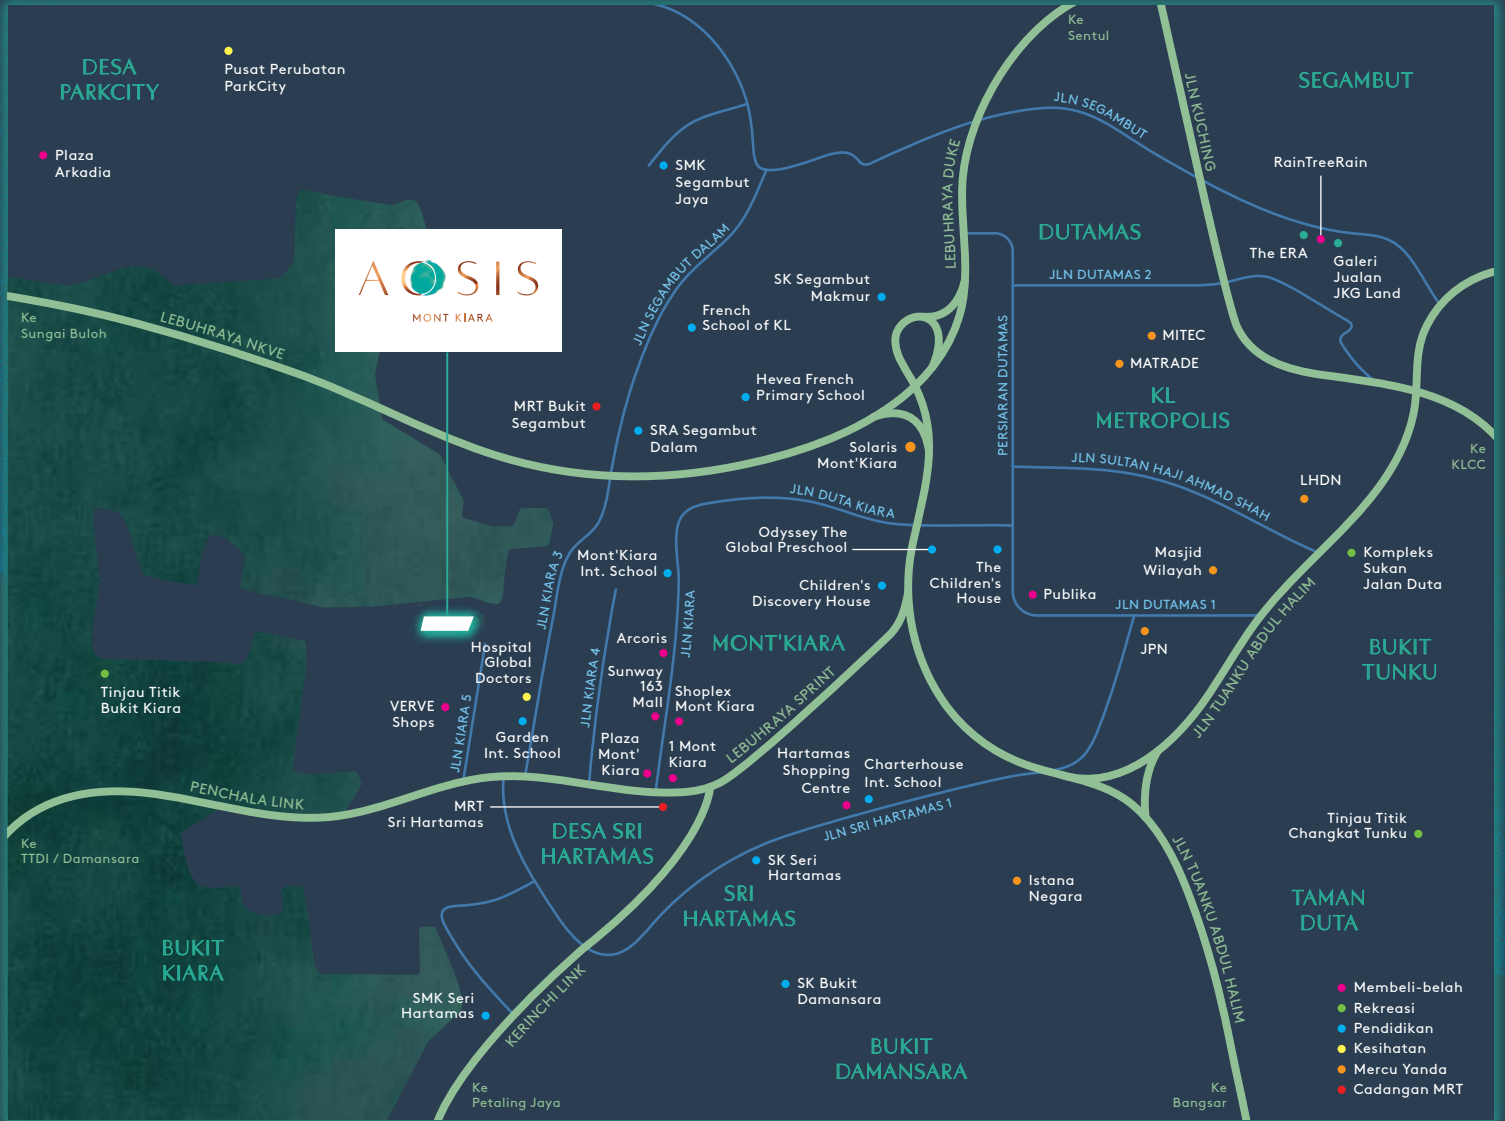 DESA
PARKCITY
Pusat Perubatan
ParkCity
Plaza
Arkadia
Ke
Sentul
JLN KUCHING
SEGAMBUT
JLN SEGAMBUT
RainTreeRain
The ERA
Galeri
Jualan
JKG Land
SMK
Segambut
Jaya
LEBUHRAYA DUKE
DUTAMAS
JLN DUTAMAS 2
JLN SEGAMBUT DALAM
AOSIS
MONT KIARA
SK Segambut
Makmur
French
School of KL
Ke
Sungai Buloh
LEBUHRAYA NKVE
PERSIARAN DUTAMAS
MITEC
MATRADE
KL
METROPOLIS
Hevea French
Primary School
MRT Bukit
Segambut
SRA Segambut
Dalam
Solaris
Mont'Kiara
Ke
KLCC
JLN SULTAN HAJI AHMAD SHAH
LHDN
JLN DUTA KIARA
Odyssey The
Global Preschool
The
Children's
House
Children's
Discovery House
Mont'Kiara
Int. School
JLN KIARA 3
JLN KIARA
Masjid
Wilayah
Kompleks
Sukan
Jalan Duta
Publika
JLN DUTAMAS 1
JPN
JLN TUANKU ABDUL HALIM
BUKIT
TUNKU
MONT'KIARA
Arcoris
Sunway
163
Mall
Shoplex
Mont Kiara
Hospital
Global
Doctors
JLN KIARA 4
Tinjau Titik
Bukit Kiara
VERVE
Shops
JLN KIARA 5
Garden
Int. School
Plaza
Mont'
Kiara
1 Mont
Kiara
LEBUHRAYA SPRINT
Hartamas
Shopping
Centre
Charterhouse
Int. School
PENCHALA LINK
MRT
Sri Hartamas
JLN SRI HARTAMAS 1
Ke
TTDI / Damansara
DESA SRI
HARTAMAS
SK Seri
Hartamas
SRI
HARTAMAS
Istana
Negara
Tinjau Titik
Changkat Tunku
JLN TUANKU ABDUL HALIM
TAMAN
DUTA
BUKIT
KIARA
SMK Seri
Hartamas
KERINCHI LINK
SK Bukit
Damansara
BUKIT
DAMANSARA
Ke
Petaling Jaya
Ke
Bangsar
Membeli-belah
Rekreasi
Pendidikan
Kesihatan
Mercu Yanda
Cadangan MRT